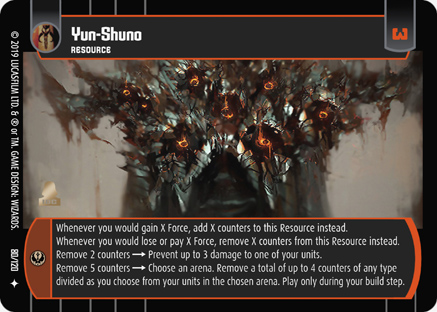 Yun-Shuno
RESOURCE
Whenever you would gain X Force, add X counters to this Resource instead.
Whenever you would lose or pay X Force, remove X counters from this Resource instead.
Remove 2 counters → Prevent up to 3 damage to one of your units.
Remove 5 counters → Choose an arena. Remove a total of up to 4 counters of any type
divided as you choose from your units in the chosen arena. Play only during your build step.
© 2019 LUCASFILM LTD. & ® or TM. GAME DESIGN: WIZARDS.